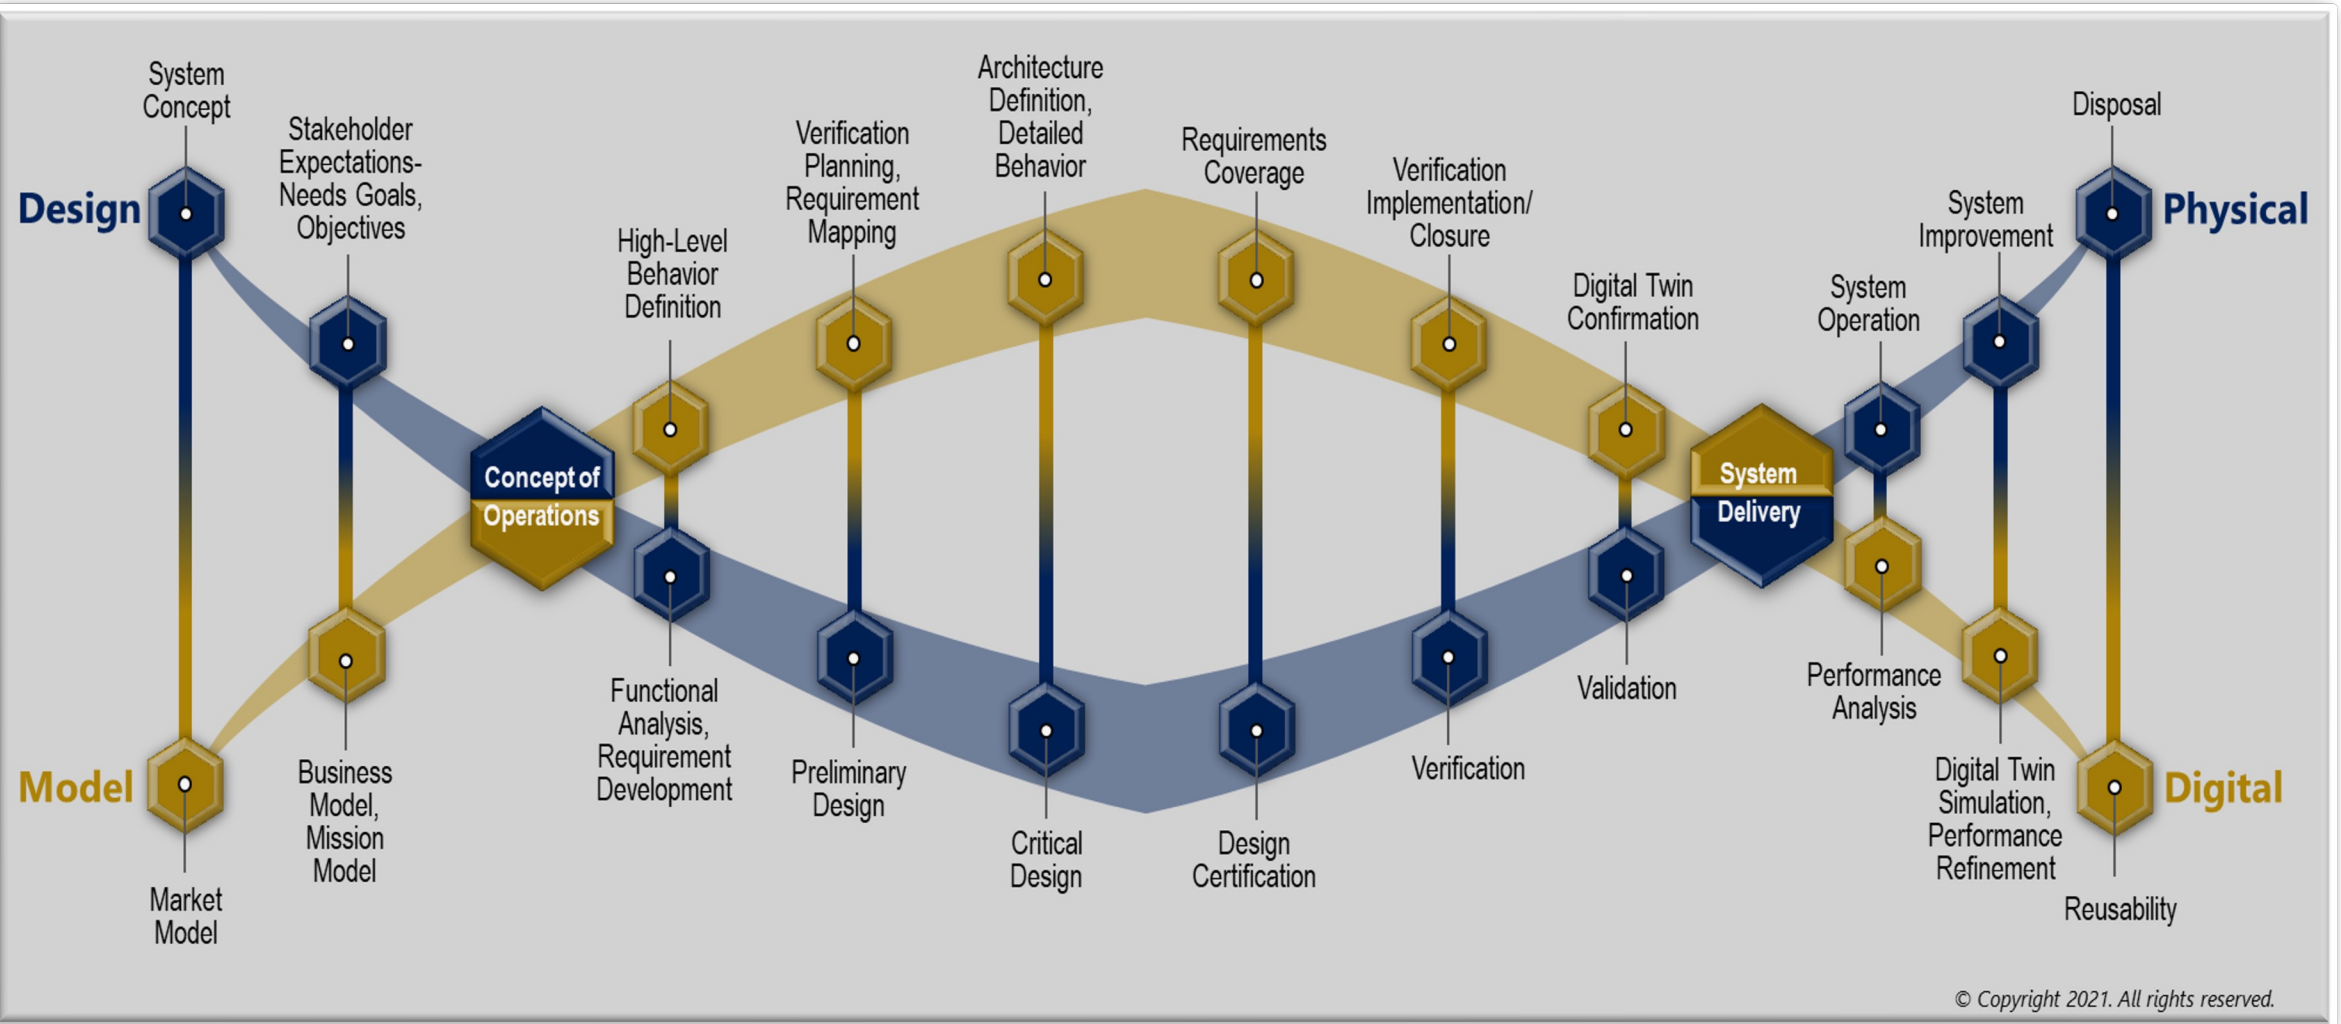 System
Concept
Stakeholder
Expectations-
Needs Goals,
Objectives
High-Level
Behavior
Definition
Verification
Planning,
Requirement
Mapping
Architecture
Definition,
Detailed
Behavior
Requirements
Coverage
Verification
Implementation/
Closure
Digital Twin
Confirmation
System
Operation
System
Improvement
Disposal
Design
Physical
Concept of
Operations
System
Delivery
Model
Digital
Market
Model
Business
Model,
Mission
Model
Functional
Analysis,
Requirement
Development
Preliminary
Design
Critical
Design
Design
Certification
Verification
Validation
Performance
Analysis
Digital Twin
Simulation,
Performance
Refinement
Reusability
© Copyright 2021. All rights reserved.